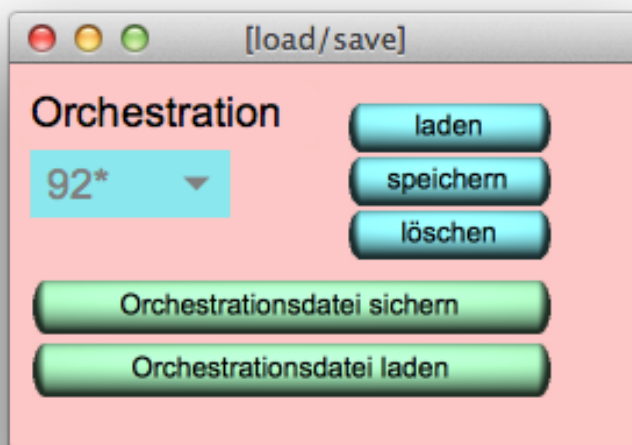 [load/save]
Orchestration
92*
laden
speichern
löschen
Orchestrationsdatei sichern
Orchestrationsdatei laden